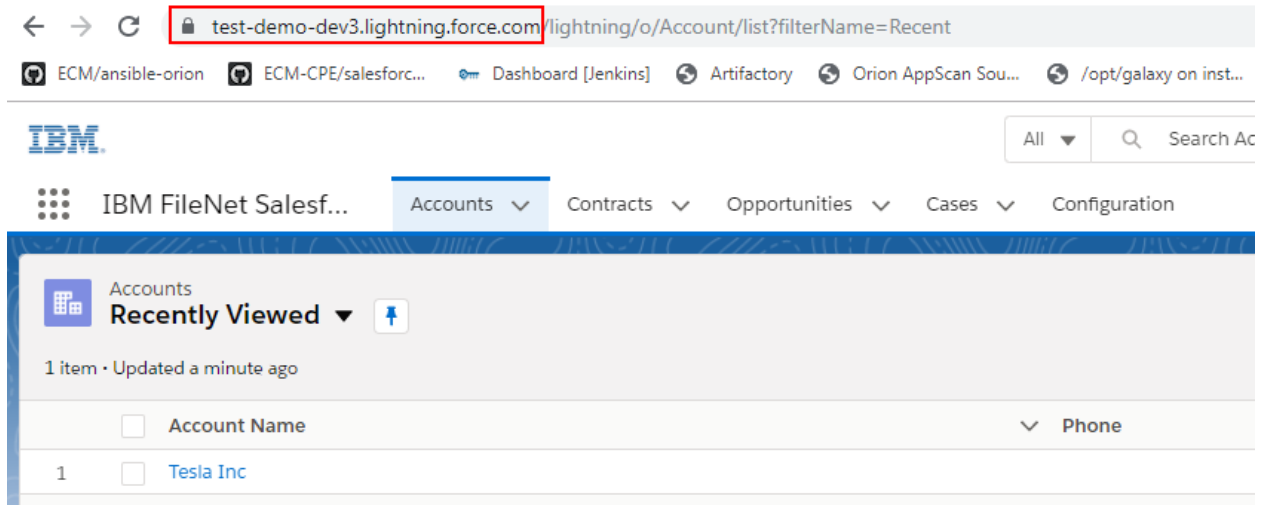 test-demo-dev3.lightning.force.com/lightning/o/Account/list?filterName=Recent
ECM/ansible-orion ECM-CPE/salesforc... Dashboard [Jenkins] Artifactory Orion AppScan Sou... /opt/galaxy on inst...
IBM. All Search Ac
IBM FileNet Salesf... Accounts Contracts Opportunities Cases Configuration
Accounts
Recently Viewed
1 item • Updated a minute ago
Account Name Phone
1 Tesla Inc